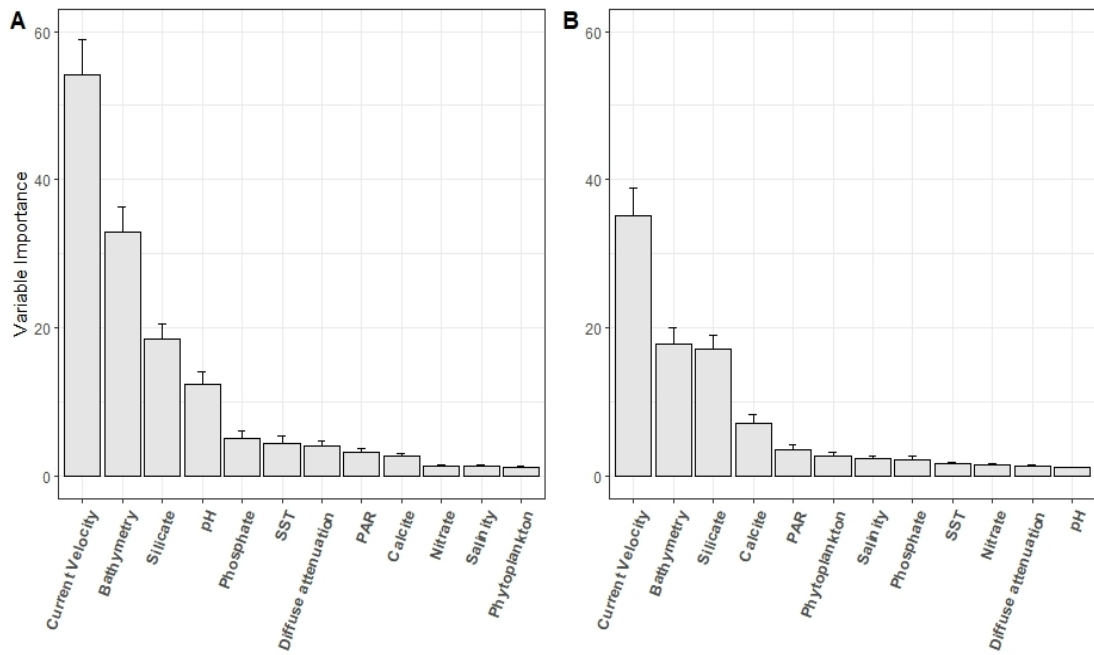 A
B
Variable Importance
60
40
20
0
60
40
20
0
Current Velocity
Bathymetry
Silicate
pH
Phosphate
SST
Diffuse attenuation
PAR
Calcite
Nitrate
Salinity
Phytoplankton
Current Velocity
Bathymetry
Silicate
Calcite
PAR
Phytoplankton
Salinity
Phosphate
SST
Nitrate
Diffuse attenuation
pH